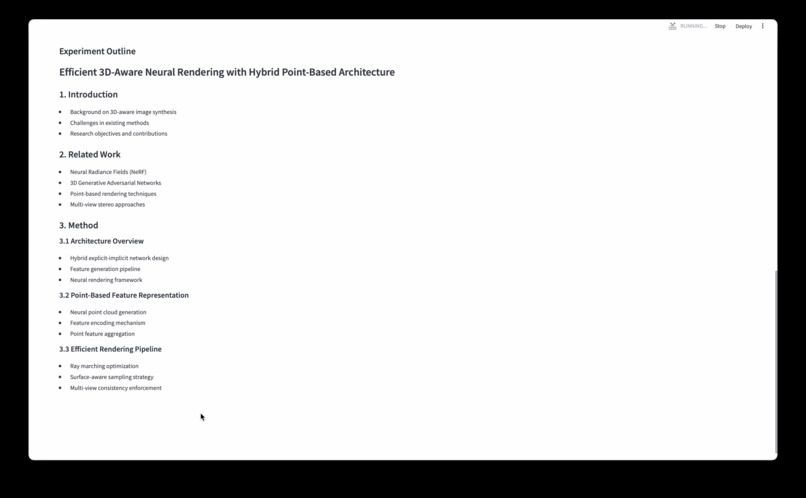 RUNNING...
Stop
Deploy
Experiment Outline
Efficient 3D-Aware Neural Rendering with Hybrid Point-Based Architecture
1. Introduction
Background on 3D-aware image synthesis
Challenges in existing methods
Research objectives and contributions
2. Related Work
Neural Radiance Fields (NeRF)
3D Generative Adversarial Networks
Point-based rendering techniques
Multi-view stereo approaches
3. Method
3.1 Architecture Overview
Hybrid explicit-implicit network design
Feature generation pipeline
Neural rendering framework
3.2 Point-Based Feature Representation
Neural point cloud generation
Feature encoding mechanism
Point feature aggregation
3.3 Efficient Rendering Pipeline
Ray marching optimization
Surface-aware sampling strategy
Multi-view consistency enforcement